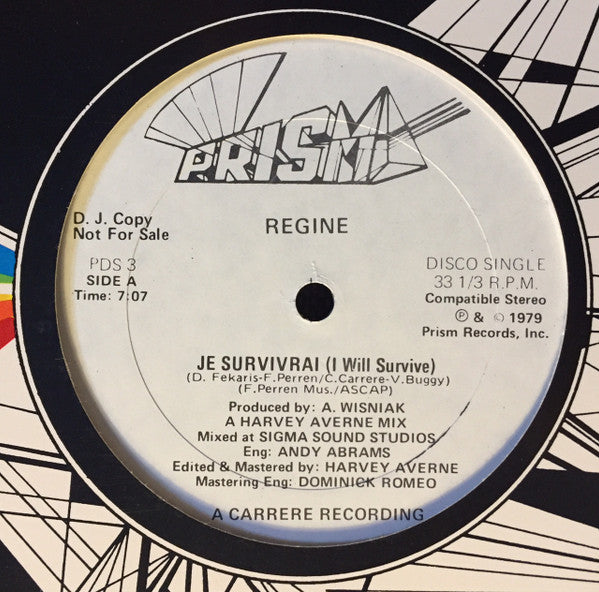 PRISM
REGINE
D. J. Copy
Not For Sale
PDS 3
SIDE A
Time: 7:07
DISCO SINGLE
33 1/3 R.P.M.
Compatible Stereo
℗ & © 1979
Prism Records, Inc.
JE SURVIVRAI (I Will Survive)
(D. Fekaris-F. Perren/C. Carrere-V. Buggy)
(F. Perren Mus./ASCAP)
Produced by: A. WISNIAK
A HARVEY AVERNE MIX
Mixed at SIGMA SOUND STUDIOS
Eng: ANDY ABRAMS
Edited & Mastered by: HARVEY AVERNE
Mastering Eng: DOMINICK ROMEO
A CARRERE RECORDING